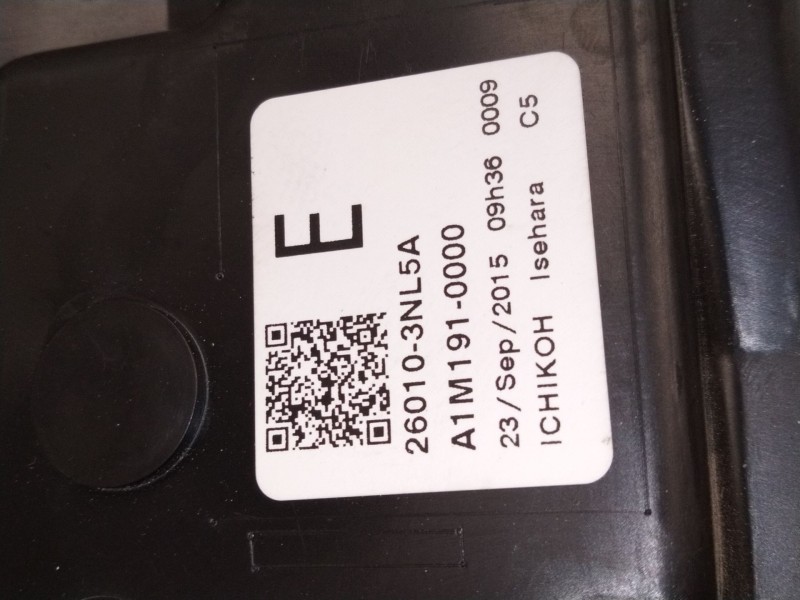 E
26010-3NL5A
A1M191-0000
23/Sep/2015 09h36 0009
ICHIKOH Isehara C5